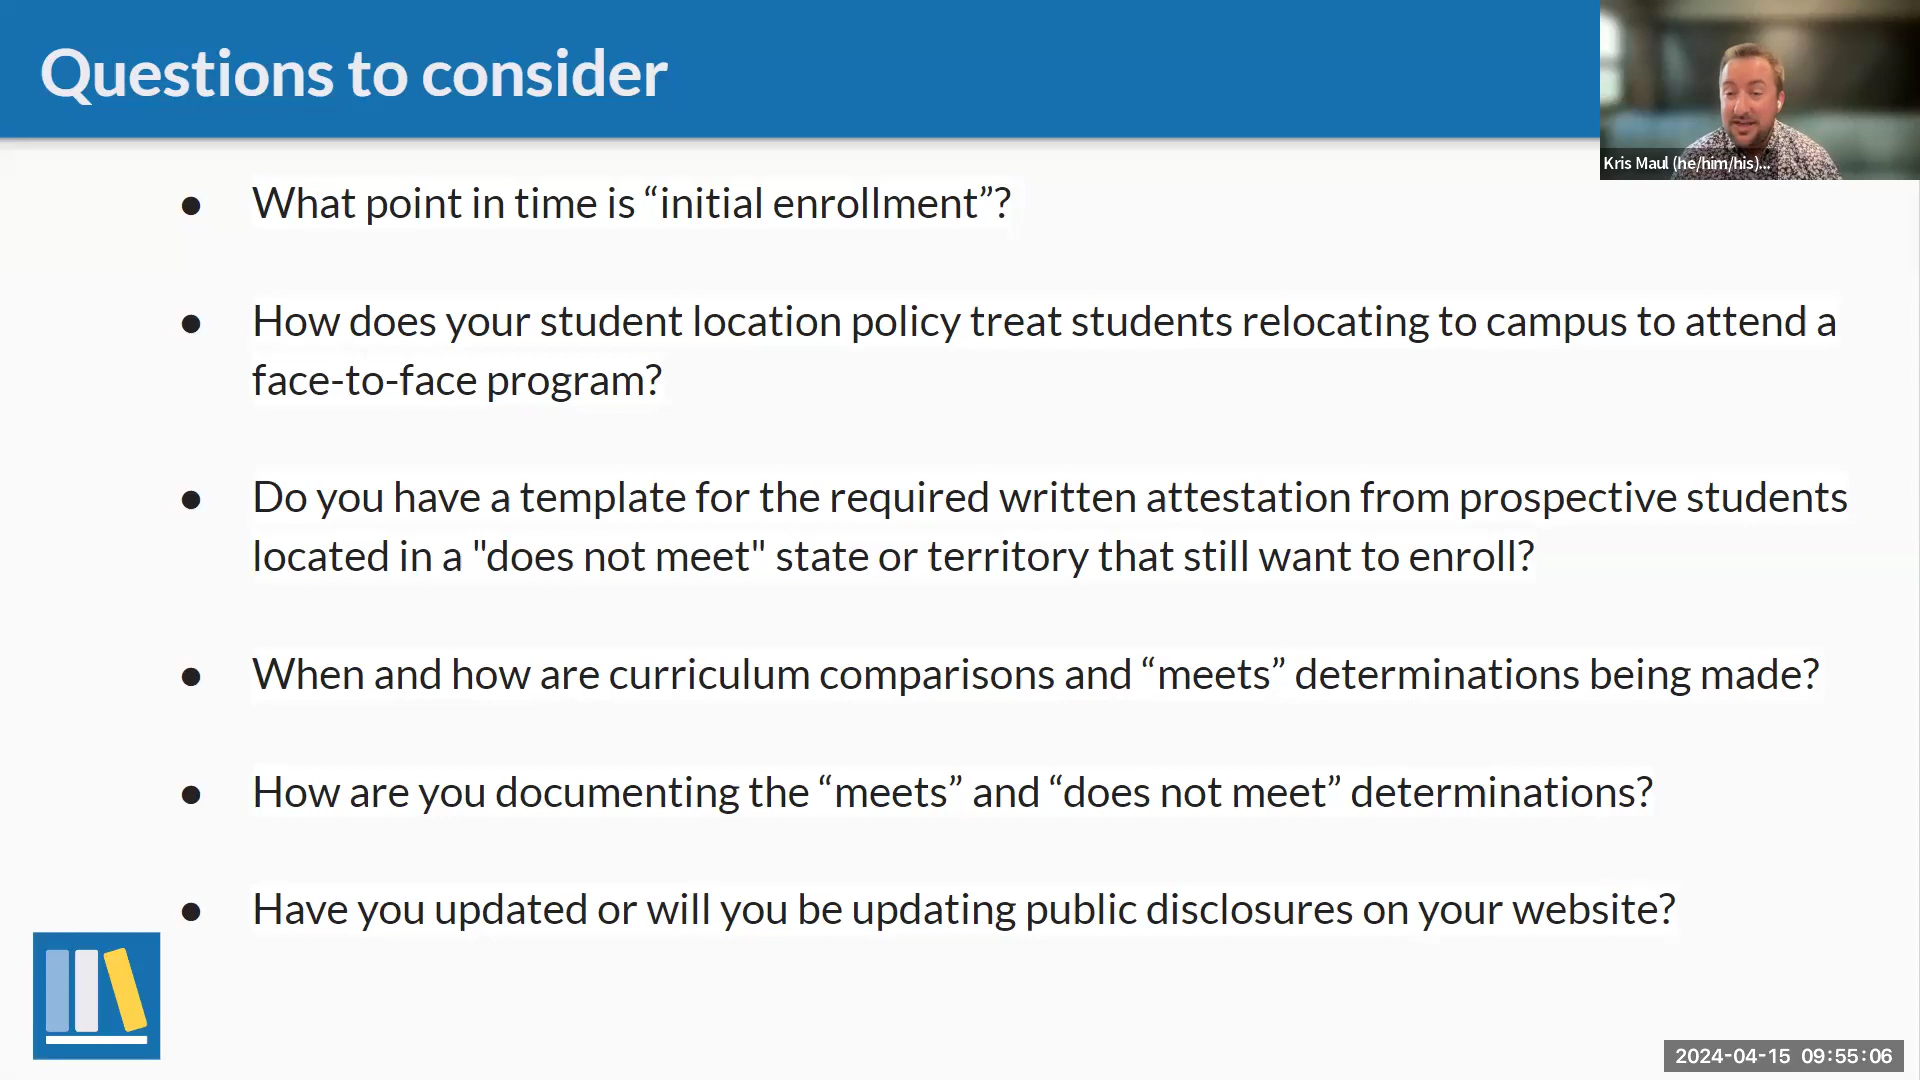 Questions to consider
Kris Maul (he/him/his)...
● What point in time is “initial enrollment”?
● How does your student location policy treat students relocating to campus to attend a
face-to-face program?
● Do you have a template for the required written attestation from prospective students
located in a "does not meet" state or territory that still want to enroll?
● When and how are curriculum comparisons and “meets” determinations being made?
● How are you documenting the “meets” and “does not meet” determinations?
● Have you updated or will you be updating public disclosures on your website?
2024-04-15 09:55:06